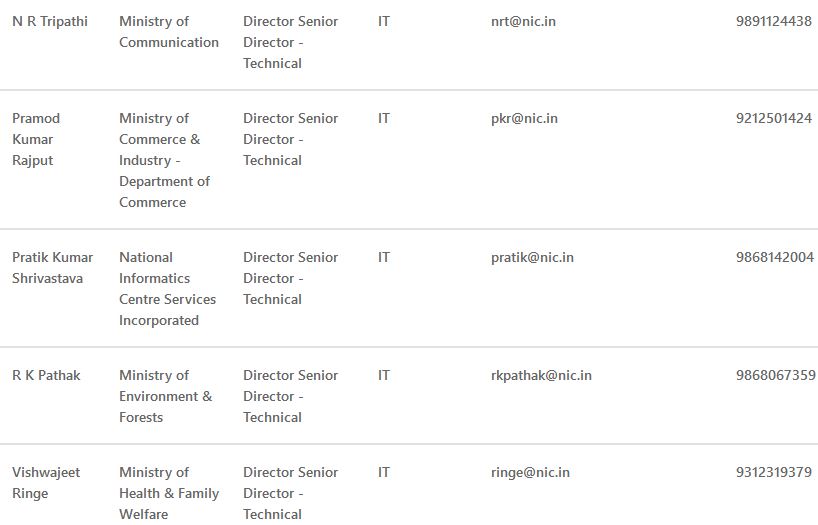 N R Tripathi Ministry of Director Senior IT nrt@nic.in 9891124438
Communication Director -
Technical
Pramod Ministry of Director Senior IT pkr@nic.in 9212501424
Kumar Commerce & Director -
Rajput Industry - Technical
Department of
Commerce
Pratik Kumar National Director Senior IT pratik@nic.in 9868142004
Shrivastava Informatics Director -
Centre Services Technical
Incorporated
R K Pathak Ministry of Director Senior IT rkpathak@nic.in 9868067359
Environment & Director -
Forests Technical
Vishwajeet Ministry of Director Senior IT ringe@nic.in 9312319379
Ringe Health & Family Director -
Welfare Technical